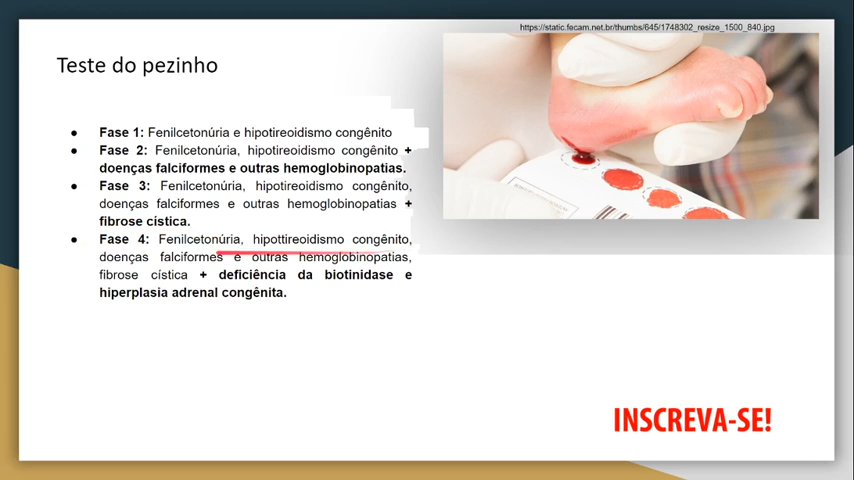 https://static.fecam.net.br/thumbs/645/1748302_resize_1500_840.jpg
Teste do pezinho
● Fase 1: Fenilcetonúria e hipotireoidismo congênito
● Fase 2: Fenilcetonúria, hipotireoidismo congênito +
doenças falciformes e outras hemoglobinopatias.
● Fase 3: Fenilcetonúria, hipotireoidismo congênito,
doenças falciformes e outras hemoglobinopatias +
fibrose cística.
● Fase 4: Fenilcetonúria, hipottireoidismo congênito,
doenças falciformes e outras hemoglobinopatias,
fibrose cística + deficiência da biotinidase e
hiperplasia adrenal congênita.
INSCREVA-SE!